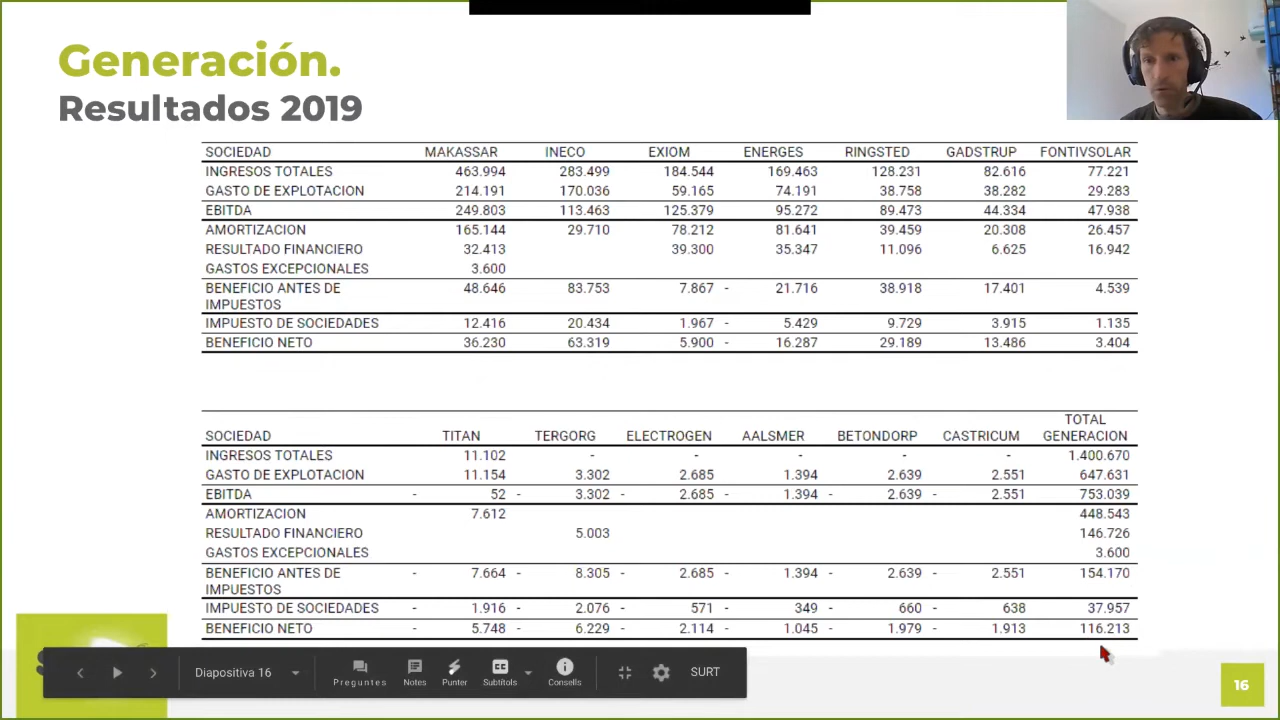 Generación.
Resultados 2019
SOCIEDAD MAKASSAR INECO EXIOM ENERGES RINGSTED GADSTRUP FONTIVSOLAR
INGRESOS TOTALES 463.994 283.499 184.544 169.463 128.231 82.616 77.221
GASTO DE EXPLOTACION 214.191 170.036 59.165 74.191 38.758 38.282 29.283
EBITDA 249.803 113.463 125.379 95.272 89.473 44.334 47.938
AMORTIZACION 165.144 29.710 78.212 81.641 39.459 20.308 26.457
RESULTADO FINANCIERO 32.413 39.300 35.347 11.096 6.625 16.942
GASTOS EXCEPCIONALES 3.600
BENEFICIO ANTES DE 48.646 83.753 7.867 - 21.716 38.918 17.401 4.539
IMPUESTOS
IMPUESTO DE SOCIEDADES 12.416 20.434 1.967 - 5.429 9.729 3.915 1.135
BENEFICIO NETO 36.230 63.319 5.900 - 16.287 29.189 13.486 3.404
TOTAL
SOCIEDAD TITAN TERGORG ELECTROGEN AALSMER BETONDORP CASTRICUM GENERACION
INGRESOS TOTALES 11.102 - - - - - 1.400.670
GASTO DE EXPLOTACION 11.154 3.302 2.685 1.394 2.639 2.551 647.631
EBITDA - 52 - 3.302 - 2.685 - 1.394 - 2.639 - 2.551 753.039
AMORTIZACION 7.612 448.543
RESULTADO FINANCIERO 5.003 146.726
GASTOS EXCEPCIONALES 3.600
BENEFICIO ANTES DE - 7.664 - 8.305 - 2.685 - 1.394 - 2.639 - 2.551 154.170
IMPUESTOS
IMPUESTO DE SOCIEDADES - 1.916 - 2.076 - 571 - 349 - 660 - 638 37.957
BENEFICIO NETO - 5.748 - 6.229 - 2.114 - 1.045 - 1.979 - 1.913 116.213
Diapositiva 16
Preguntes Notes Punter Subtítols Consells
SURT
16